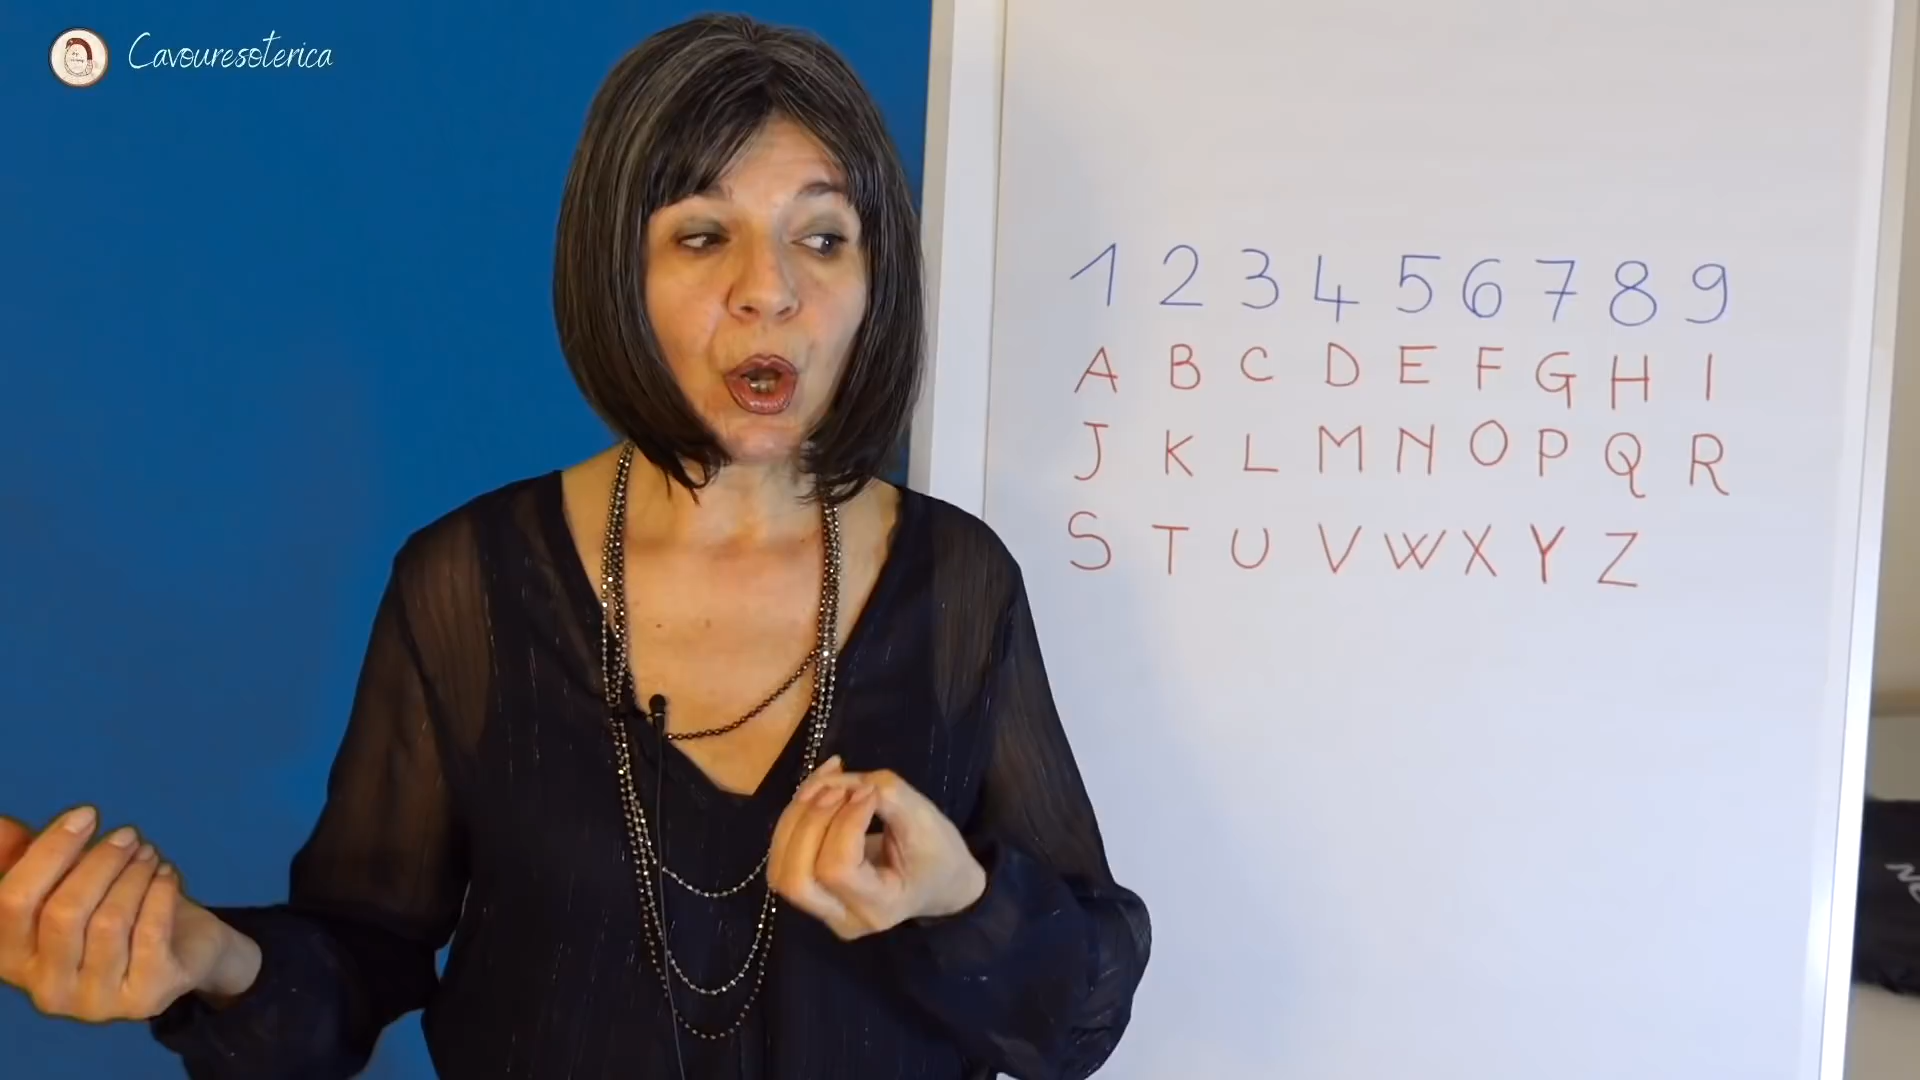 Cavouresoterica
1 2 3 4 5 6 7 8 9
A B C D E F G H I
J K L M N O P Q R
S T U V W X Y Z